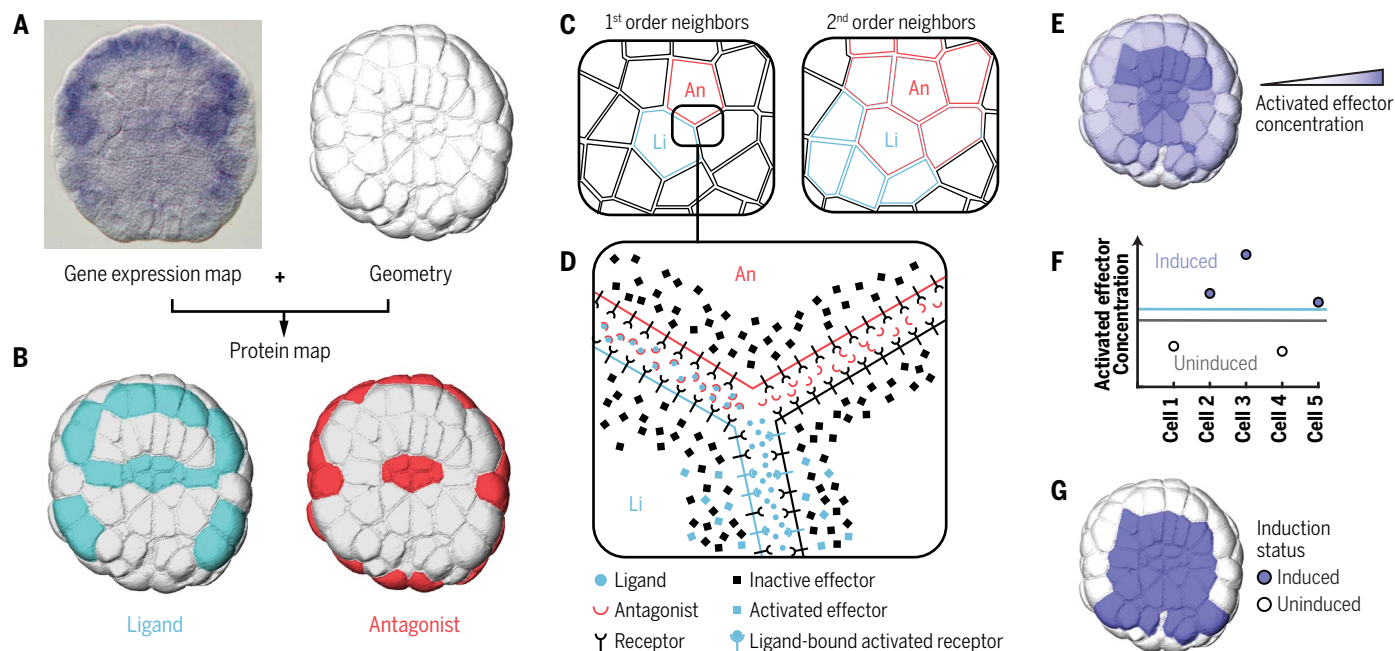 A
Gene expression map
+
Geometry
Protein map
B
Ligand
Antagonist
C
1st order neighbors
2nd order neighbors
An
Li
An
Li
D
An
Li
Ligand
Antagonist
Receptor
Inactive effector
Activated effector
Ligand-bound activated receptor
E
Activated effector
concentration
F
Activated effector
Concentration
Induced
Uninduced
Cell 1
Cell 2
Cell 3
Cell 4
Cell 5
G
Induction
status
Induced
Uninduced